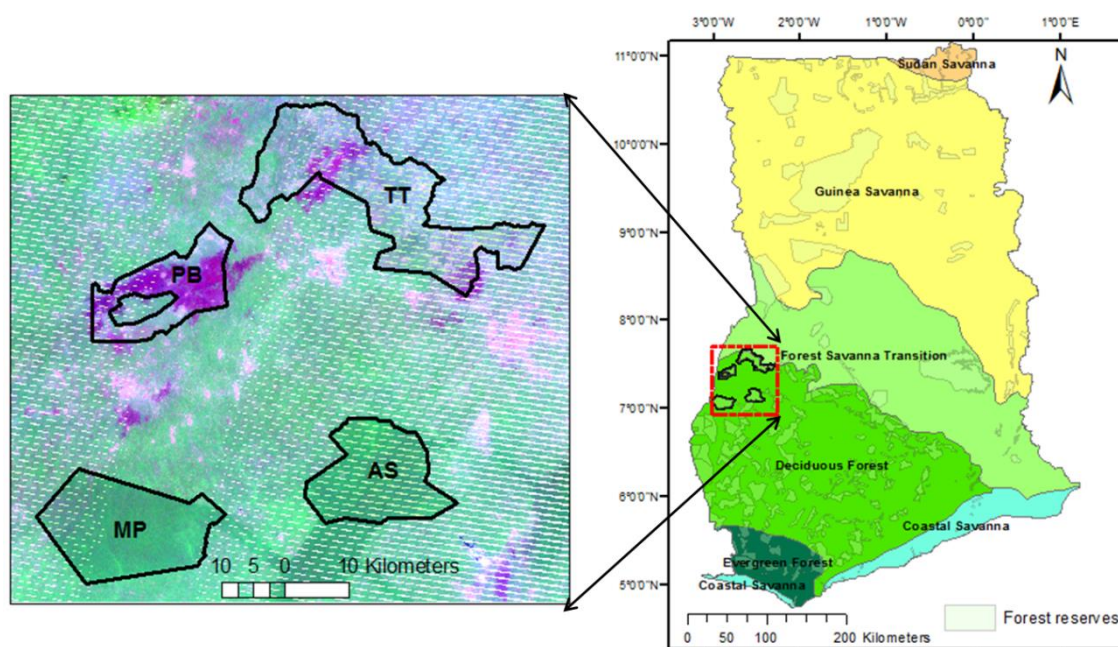 3°0'0"W 2°0'0"W 1°0'0"W 0°0'0"W 1°0'0"E
N
11°0'0"N
Sudan Savanna
10°0'0"N
Guinea Savanna
9°0'0"N
8°0'0"N
Forest Savanna Transition
7°0'0"N
Deciduous Forest
6°0'0"N
Coastal Savanna
Evergreen Forest
5°0'0"N
Coastal Savanna
Forest reserves
0 25 50 100 150 200 Kilometers
TT
PB
AS
MP
10 5 0 10 Kilometers